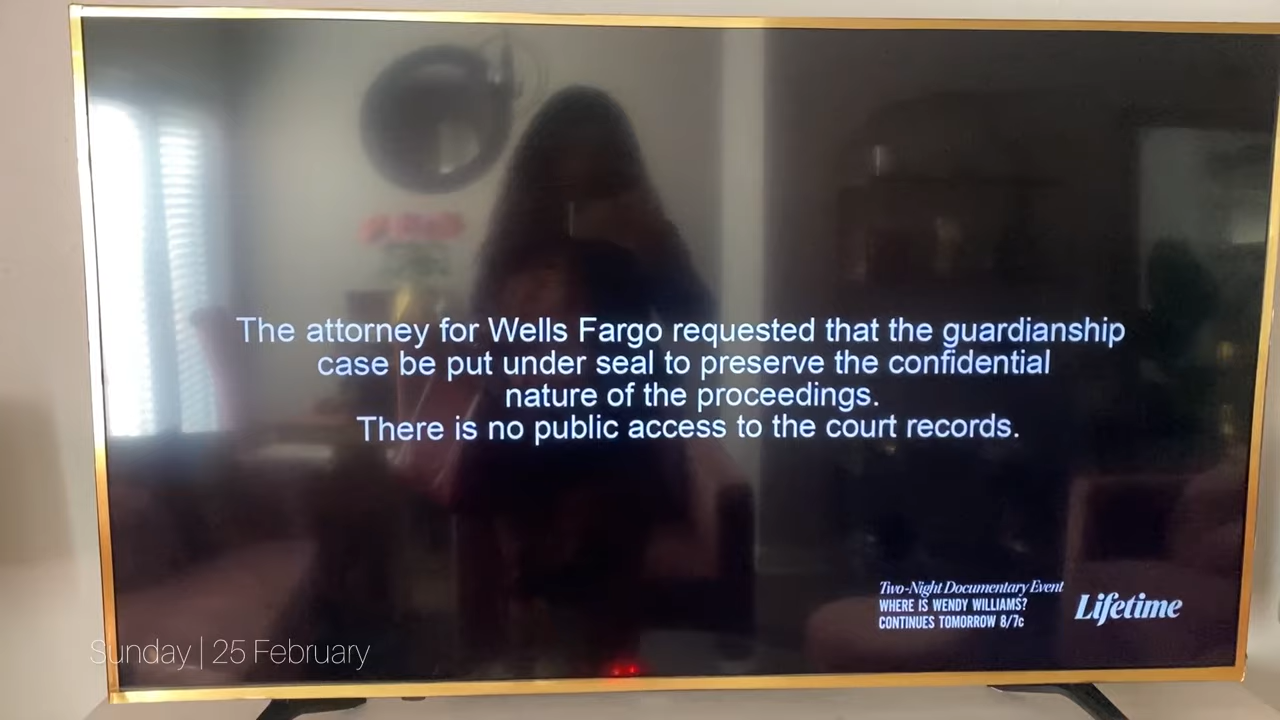 The attorney for Wells Fargo requested that the guardianship
case be put under seal to preserve the confidential
nature of the proceedings.
There is no public access to the court records.
Two-Night Documentary Event
WHERE IS WENDY WILLIAMS?
CONTINUES TOMORROW 8/7c
Lifetime
Sunday | 25 February